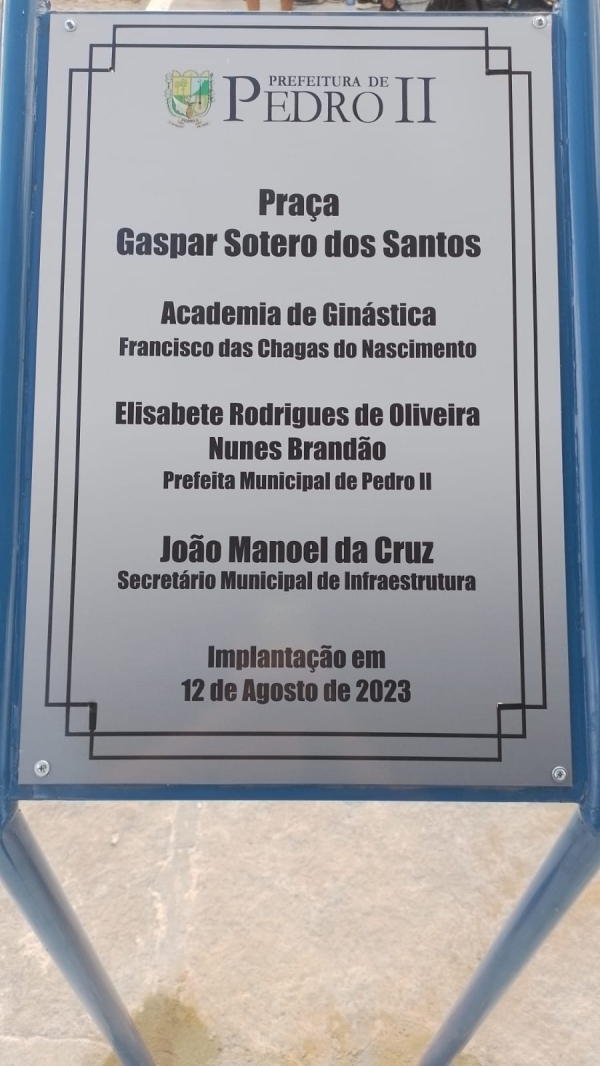 PREFEITURA DE
PEDRO II
Praça
Gaspar Sotero dos Santos
Academia de Ginástica
Francisco das Chagas do Nascimento
Elisabete Rodrigues de Oliveira
Nunes Brandão
Prefeita Municipal de Pedro II
João Manoel da Cruz
Secretário Municipal de Infraestrutura
Implantação em
12 de Agosto de 2023